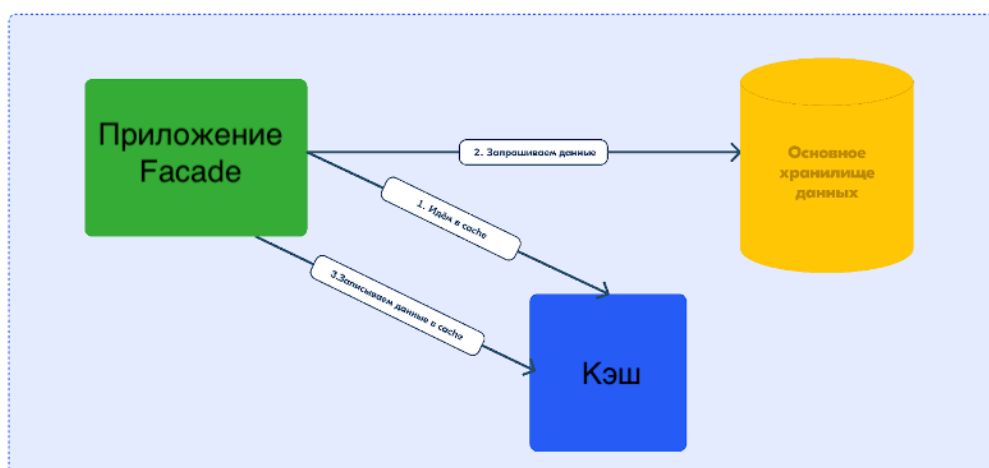 Приложение
Facade
2. Запрашиваем данные
Основное
хранилище
данных
1. Идём в cache
3.Записываем данные в cache
Кэш